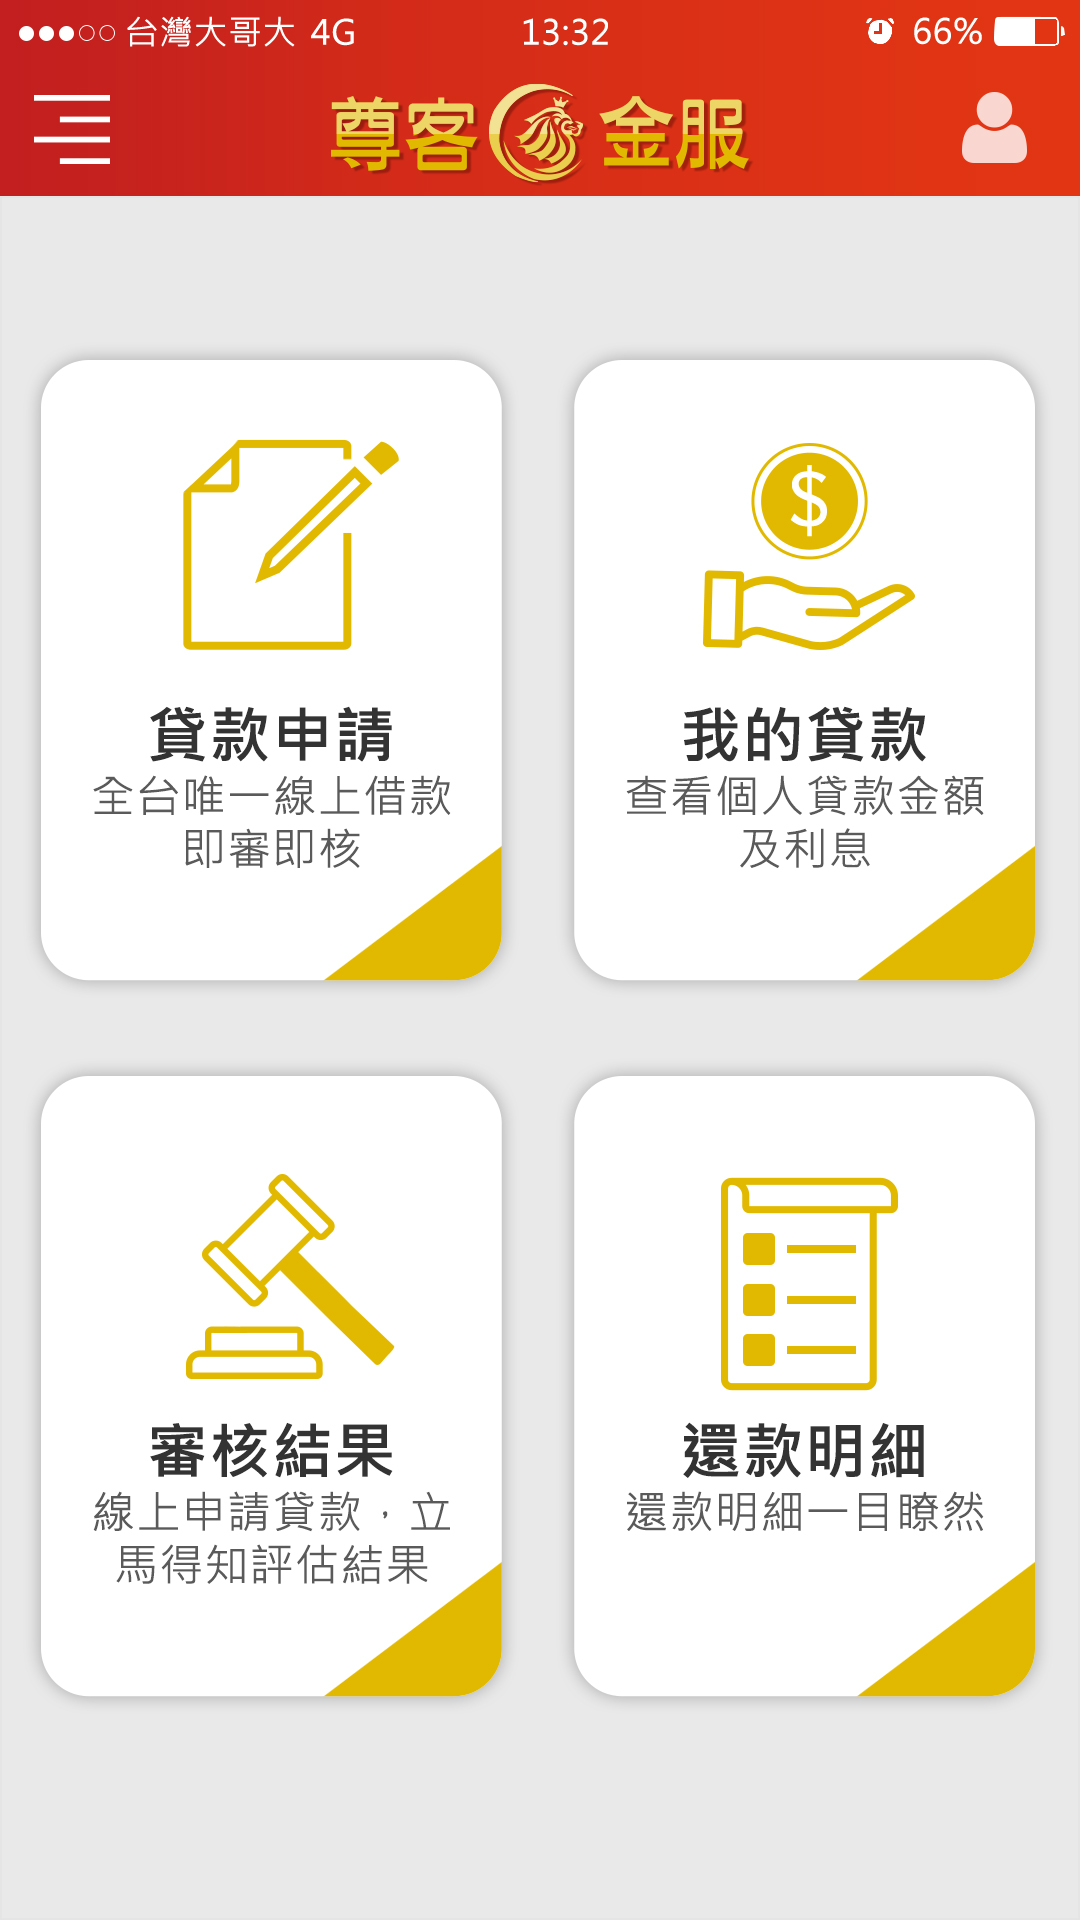 台灣大哥大 4G 13:32 66%
尊客金服
$
貸款申請
全台唯一線上借款
即審即核
我的貸款
查看個人貸款金額
及利息
審核結果
線上申請貸款，立
馬得知評估結果
還款明細
還款明細一目瞭然